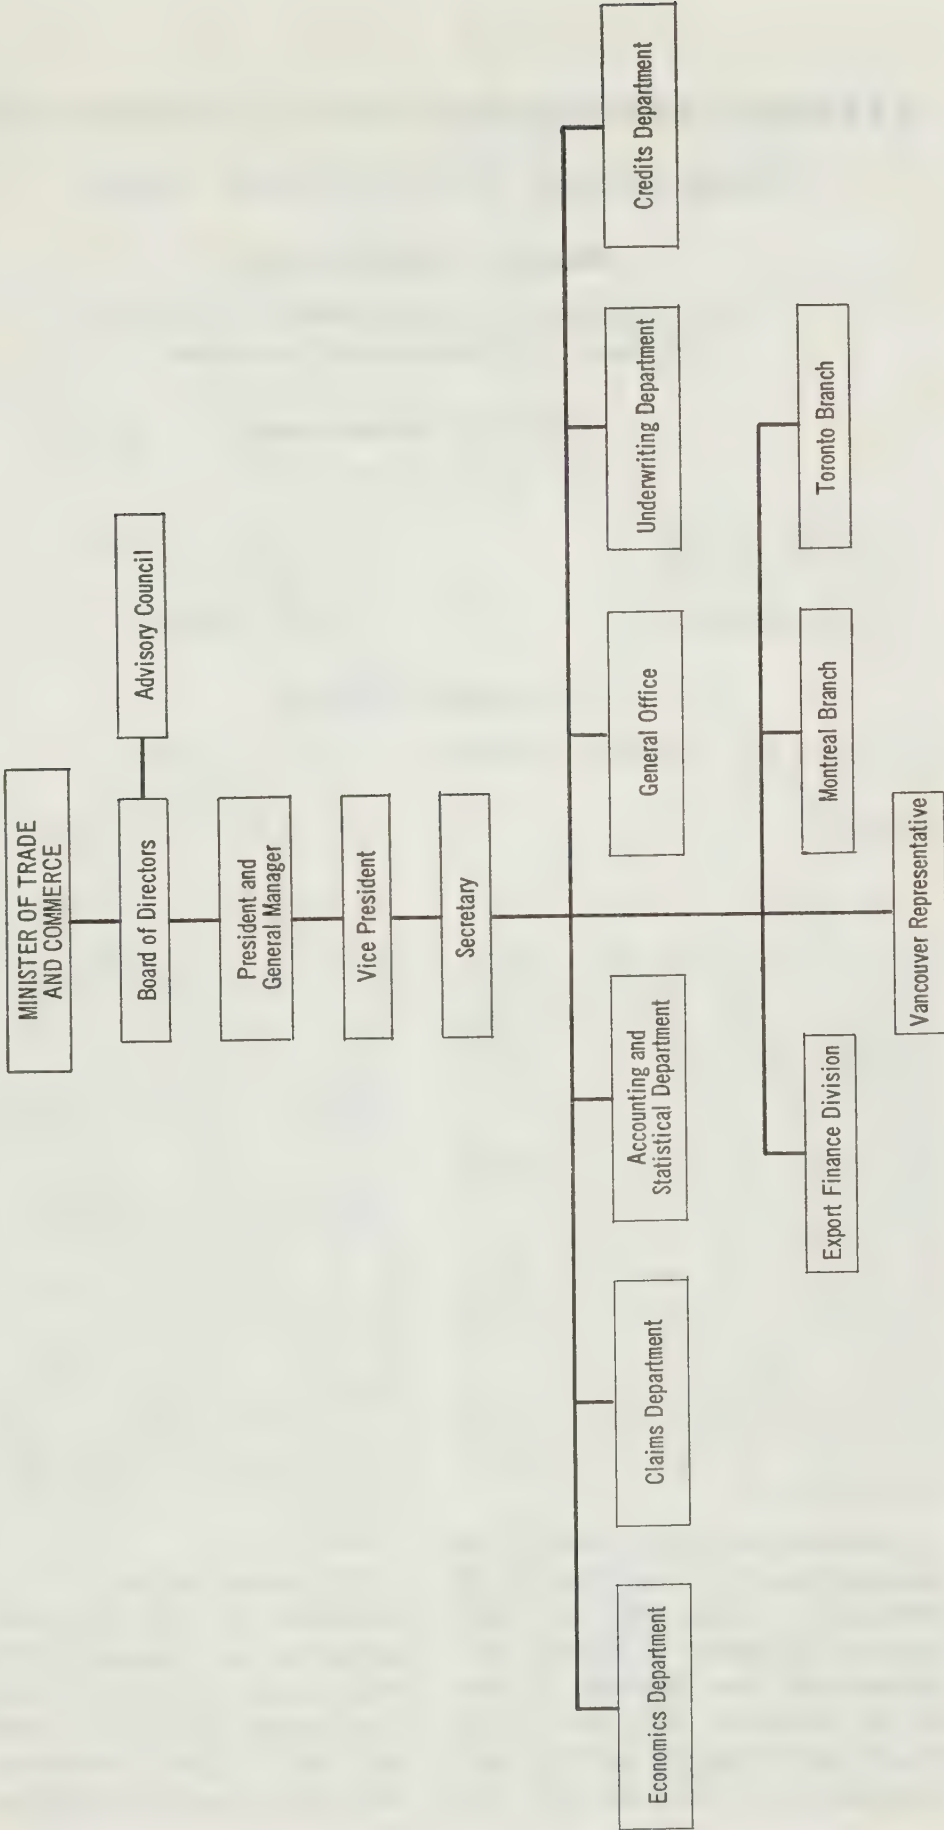 MINISTER OF TRADE
AND COMMERCE
Board of Directors
Advisory Council
President and
General Manager
Vice President
Secretary
Economics Department
Claims Department
Accounting and
Statistical Department
General Office
Underwriting Department
Credits Department
Export Finance Division
Montreal Branch
Toronto Branch
Vancouver Representative